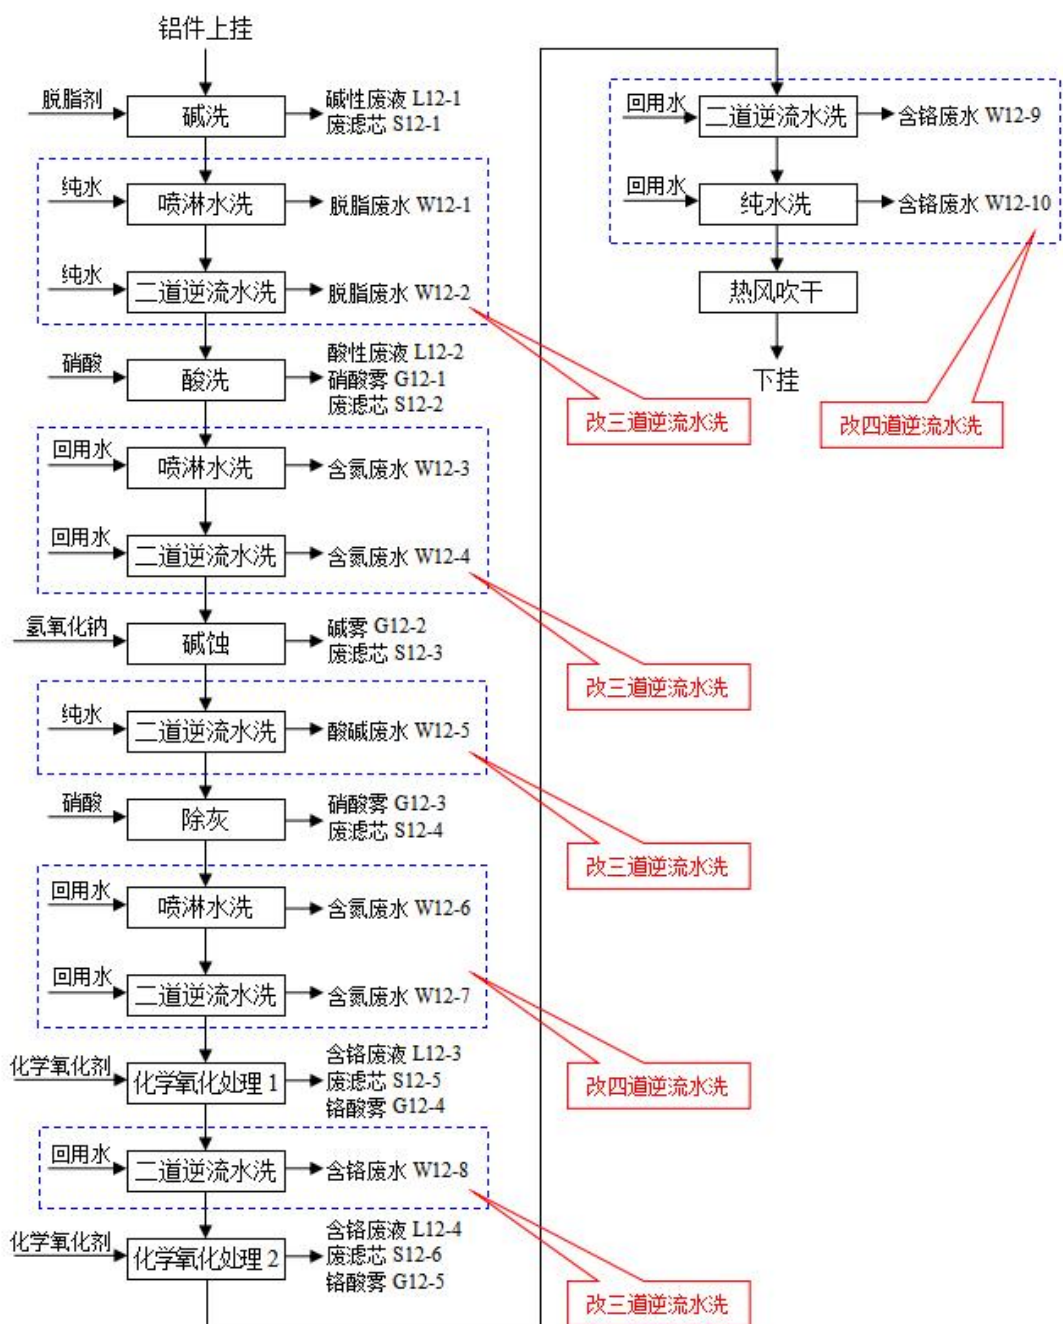 铝件上挂
脱脂剂
碱洗
碱性废液 L12-1
废滤芯 S12-1
纯水
喷淋水洗
脱脂废水 W12-1
纯水
二道逆流水洗
脱脂废水 W12-2
改三道逆流水洗
硝酸
酸洗
酸性废液 L12-2
硝酸雾 G12-1
废滤芯 S12-2
回用水
喷淋水洗
含氮废水 W12-3
回用水
二道逆流水洗
含氮废水 W12-4
改三道逆流水洗
氢氧化钠
碱蚀
碱雾 G12-2
废滤芯 S12-3
纯水
二道逆流水洗
酸碱废水 W12-5
改三道逆流水洗
硝酸
除灰
硝酸雾 G12-3
废滤芯 S12-4
回用水
喷淋水洗
含氮废水 W12-6
回用水
二道逆流水洗
含氮废水 W12-7
改四道逆流水洗
化学氧化剂
化学氧化处理 1
含铬废液 L12-3
废滤芯 S12-5
铬酸雾 G12-4
回用水
二道逆流水洗
含铬废水 W12-8
改三道逆流水洗
化学氧化剂
化学氧化处理 2
含铬废液 L12-4
废滤芯 S12-6
铬酸雾 G12-5
回用水
二道逆流水洗
含铬废水 W12-9
回用水
纯水洗
含铬废水 W12-10
改四道逆流水洗
热风吹干
下挂